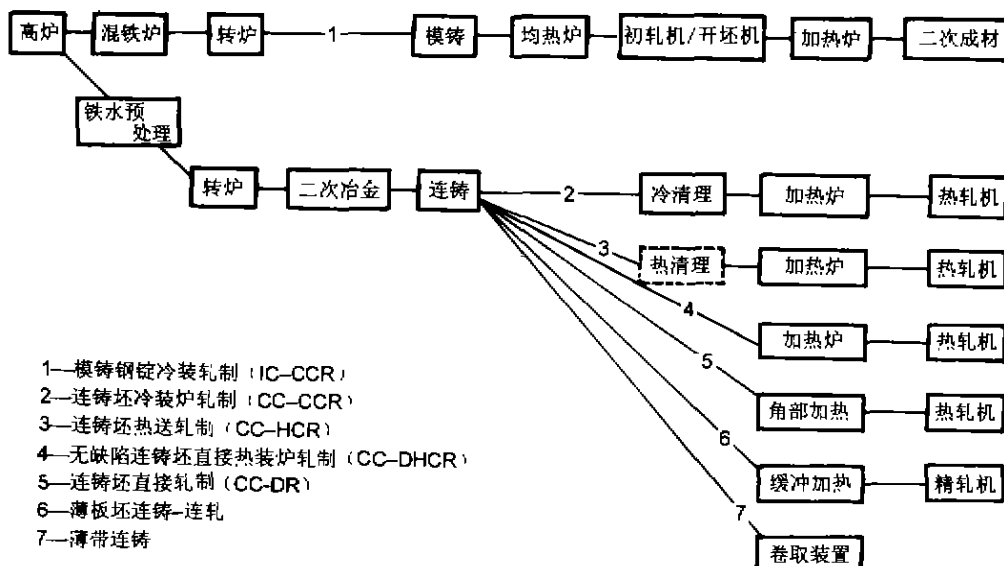 高炉 混铁炉 转炉 1 模铸 均热炉 初轧机/开坯机 加热炉 二次成材
铁水预
处理
转炉 二次冶金 连铸 2 冷清理 加热炉 热轧机
3 热清理 加热炉 热轧机
4 加热炉 热轧机
5 角部加热 热轧机
6 缓冲加热 精轧机
7 卷取装置
1—模铸钢锭冷装轧制（IC–CCR）
2—连铸坯冷装炉轧制（CC–CCR）
3—连铸坯热送轧制（CC–HCR）
4—无缺陷连铸坯直接热装炉轧制（CC–DHCR）
5—连铸坯直接轧制（CC-DR）
6—薄板坯连铸–连轧
7—薄带连铸